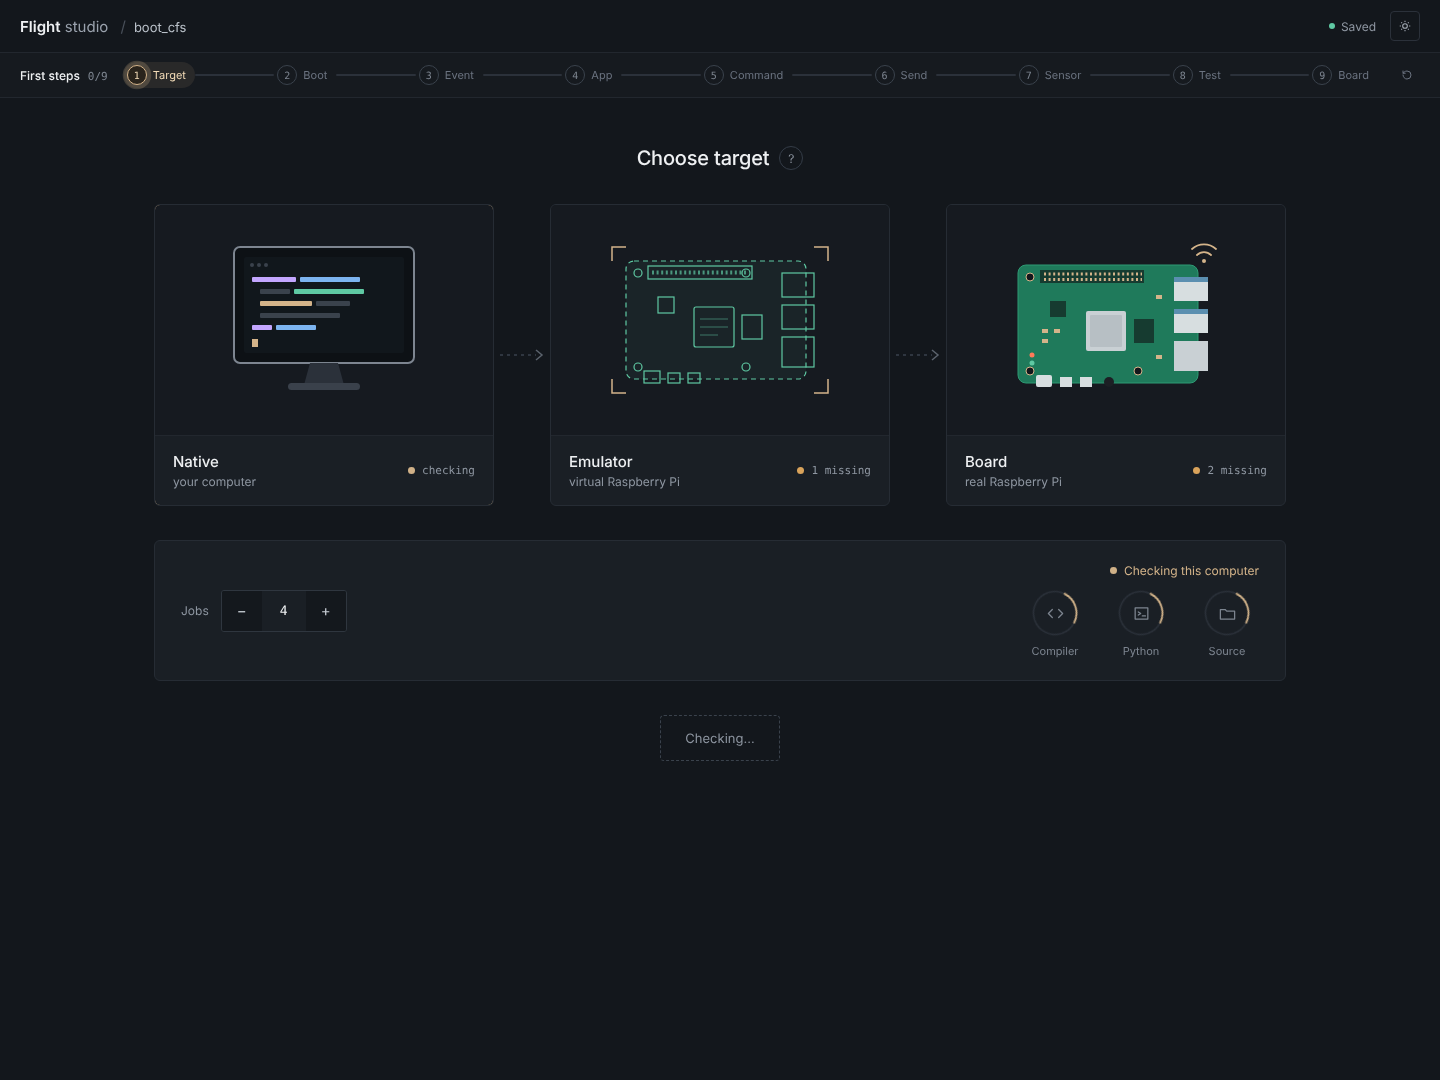 Flight studio / boot_cfs
Saved
First steps 0/9
1 Target
2 Boot
3 Event
4 App
5 Command
6 Send
7 Sensor
8 Test
9 Board
Choose target ?
Native
your computer
checking
Emulator
virtual Raspberry Pi
1 missing
Board
real Raspberry Pi
2 missing
Checking this computer
Jobs − 4 +
Compiler
Python
Source
Checking...